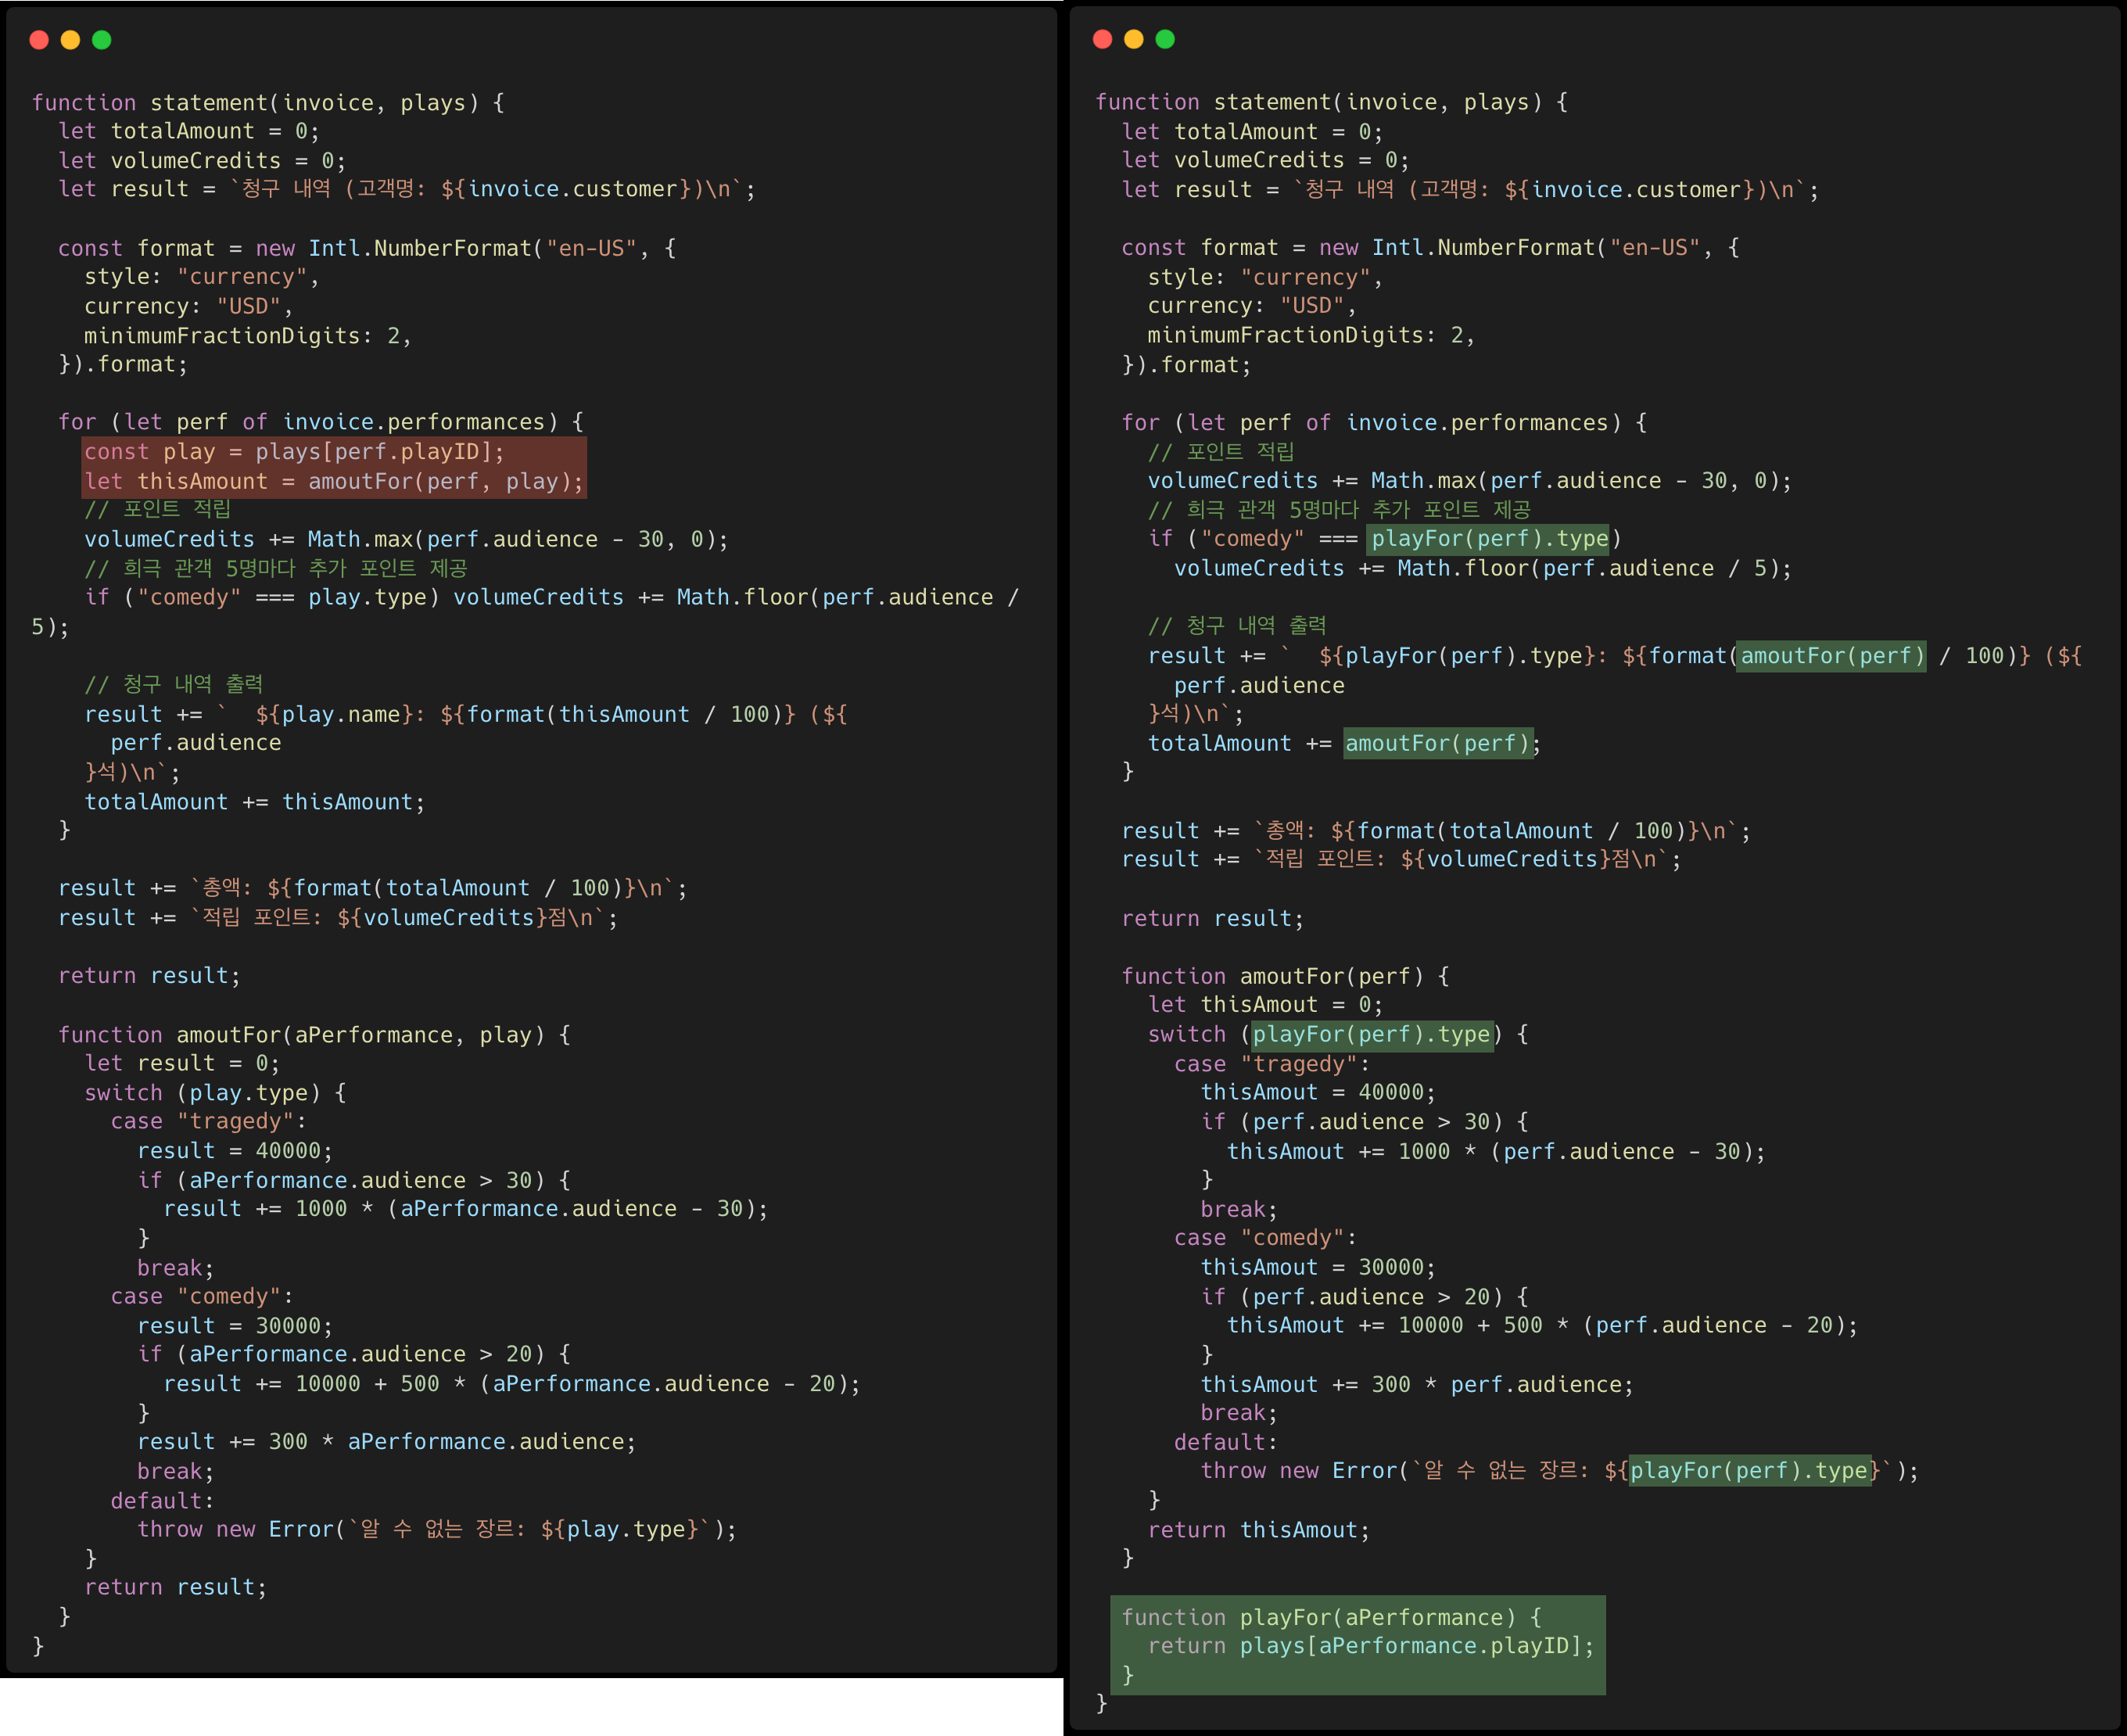 function statement(invoice, plays) {
  let totalAmount = 0;
  let volumeCredits = 0;
  let result = `청구 내역 (고객명: ${invoice.customer})\n`;

  const format = new Intl.NumberFormat("en-US", {
    style: "currency",
    currency: "USD",
    minimumFractionDigits: 2,
  }).format;

  for (let perf of invoice.performances) {
    const play = plays[perf.playID];
    let thisAmount = amoutFor(perf, play);
    // 포인트 적립
    volumeCredits += Math.max(perf.audience - 30, 0);
    // 희극 관객 5명마다 추가 포인트 제공
    if ("comedy" === play.type) volumeCredits += Math.floor(perf.audience /
5);

    // 청구 내역 출력
    result += `  ${play.name}: ${format(thisAmount / 100)} (${
      perf.audience
    }석)\n`;
    totalAmount += thisAmount;
  }

  result += `총액: ${format(totalAmount / 100)}\n`;
  result += `적립 포인트: ${volumeCredits}점\n`;

  return result;

  function amoutFor(aPerformance, play) {
    let result = 0;
    switch (play.type) {
      case "tragedy":
        result = 40000;
        if (aPerformance.audience > 30) {
          result += 1000 * (aPerformance.audience - 30);
        }
        break;
      case "comedy":
        result = 30000;
        if (aPerformance.audience > 20) {
          result += 10000 + 500 * (aPerformance.audience - 20);
        }
        result += 300 * aPerformance.audience;
        break;
      default:
        throw new Error(`알 수 없는 장르: ${play.type}`);
    }
    return result;
  }
}
function statement(invoice, plays) {
  let totalAmount = 0;
  let volumeCredits = 0;
  let result = `청구 내역 (고객명: ${invoice.customer})\n`;

  const format = new Intl.NumberFormat("en-US", {
    style: "currency",
    currency: "USD",
    minimumFractionDigits: 2,
  }).format;

  for (let perf of invoice.performances) {
    // 포인트 적립
    volumeCredits += Math.max(perf.audience - 30, 0);
    // 희극 관객 5명마다 추가 포인트 제공
    if ("comedy" === playFor(perf).type)
      volumeCredits += Math.floor(perf.audience / 5);

    // 청구 내역 출력
    result += `  ${playFor(perf).type}: ${format(amoutFor(perf) / 100)} (${
      perf.audience
    }석)\n`;
    totalAmount += amoutFor(perf);
  }

  result += `총액: ${format(totalAmount / 100)}\n`;
  result += `적립 포인트: ${volumeCredits}점\n`;

  return result;

  function amoutFor(perf) {
    let thisAmout = 0;
    switch (playFor(perf).type) {
      case "tragedy":
        thisAmout = 40000;
        if (perf.audience > 30) {
          thisAmout += 1000 * (perf.audience - 30);
        }
        break;
      case "comedy":
        thisAmout = 30000;
        if (perf.audience > 20) {
          thisAmout += 10000 + 500 * (perf.audience - 20);
        }
        thisAmout += 300 * perf.audience;
        break;
      default:
        throw new Error(`알 수 없는 장르: ${playFor(perf).type}`);
    }
    return thisAmout;
  }

  function playFor(aPerformance) {
    return plays[aPerformance.playID];
  }
}